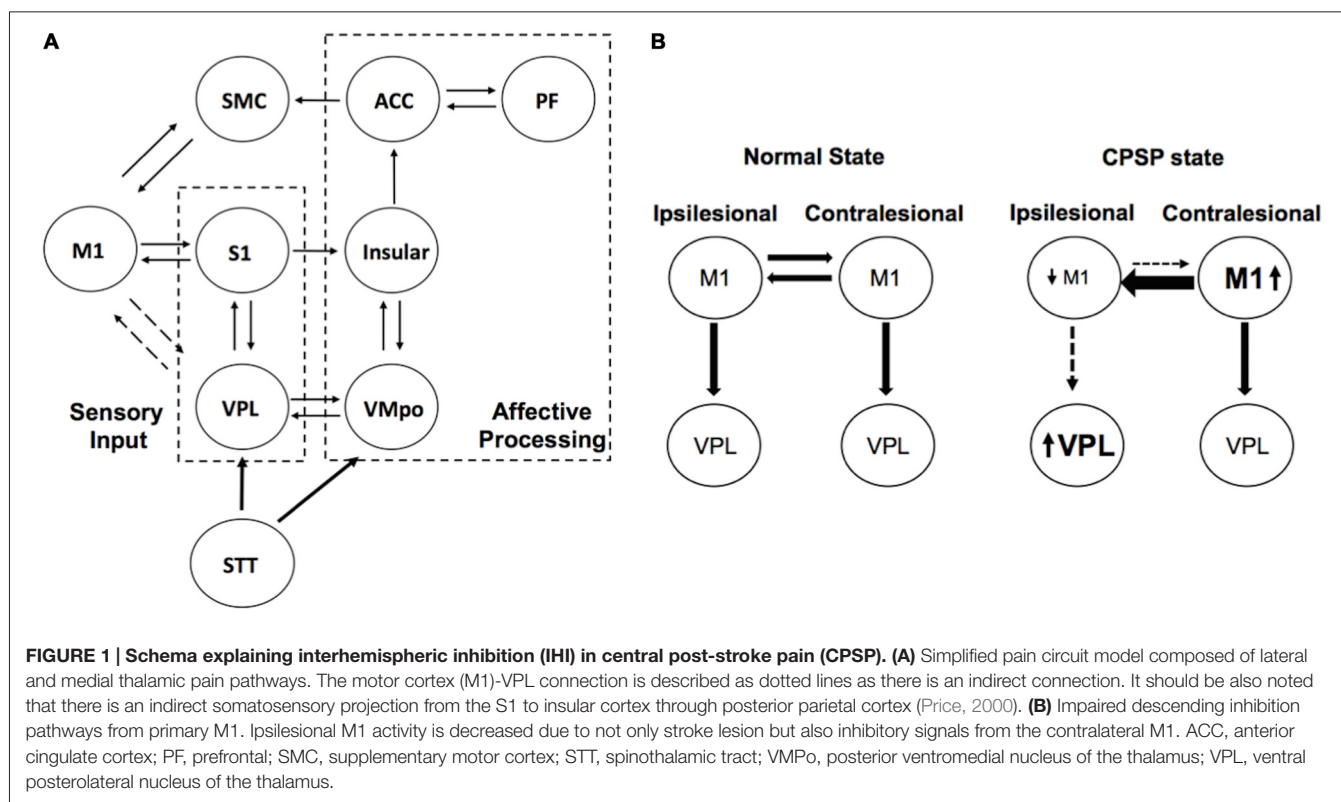 A
B
SMC
ACC
PF
Normal State
CPSP state
Ipsilesional
Contralesional
Ipsilesional
Contralesional
M1
S1
Insular
M1
M1
↓ M1
M1↑
Sensory
Input
VPL
VMpo
Affective
Processing
VPL
VPL
↑VPL
VPL
STT
FIGURE 1 | Schema explaining interhemispheric inhibition (IHI) in central post-stroke pain (CPSP). (A) Simplified pain circuit model composed of lateral
and medial thalamic pain pathways. The motor cortex (M1)-VPL connection is described as dotted lines as there is an indirect connection. It should be also noted
that there is an indirect somatosensory projection from the S1 to insular cortex through posterior parietal cortex (Price, 2000). (B) Impaired descending inhibition
pathways from primary M1. Ipsilesional M1 activity is decreased due to not only stroke lesion but also inhibitory signals from the contralateral M1. ACC, anterior
cingulate cortex; PF, prefrontal; SMC, supplementary motor cortex; STT, spinothalamic tract; VMPo, posterior ventromedial nucleus of the thalamus; VPL, ventral
posterolateral nucleus of the thalamus.